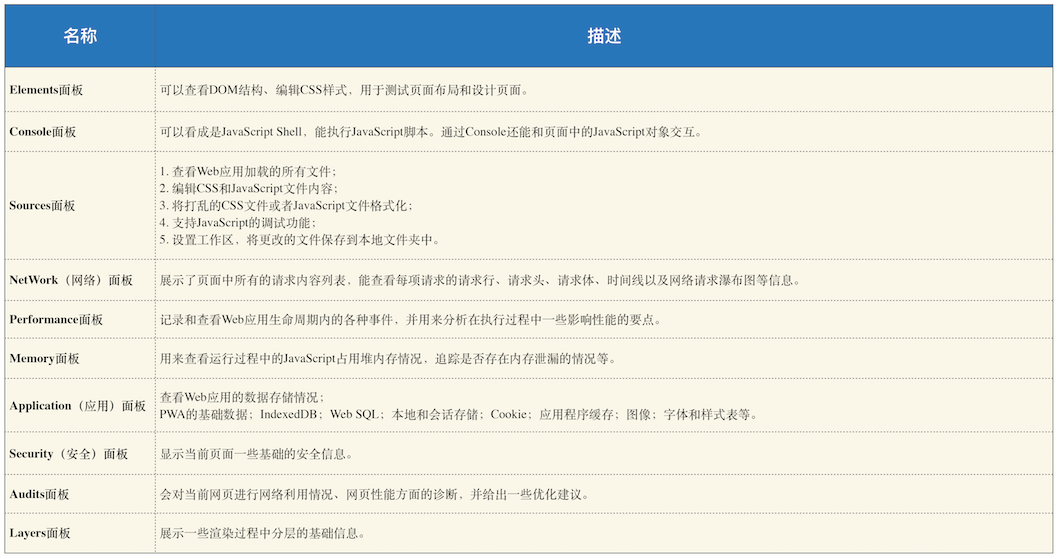 名称 描述
Elements面板 可以查看DOM结构、编辑CSS样式，用于测试页面布局和设计页面。
Console面板 可以看成是JavaScript Shell，能执行JavaScript脚本。通过Console还能和页面中的JavaScript对象交互。
Sources面板
1. 查看Web应用加载的所有文件；
2. 编辑CSS和JavaScript文件内容；
3. 将打乱的CSS文件或者JavaScript文件格式化；
4. 支持JavaScript的调试功能；
5. 设置工作区，将更改的文件保存到本地文件夹中。
NetWork（网络）面板 展示了页面中所有的请求内容列表，能查看每项请求的请求行、请求头、请求体、时间线以及网络请求瀑布图等信息。
Performance面板 记录和查看Web应用生命周期内的各种事件，并用来分析在执行过程中一些影响性能的要点。
Memory面板 用来查看运行过程中的JavaScript占用堆内存情况，追踪是否存在内存泄漏的情况等。
Application（应用）面板
查看Web应用的数据存储情况；
PWA的基础数据；IndexedDB；Web SQL；本地和会话存储；Cookie；应用程序缓存；图像；字体和样式表等。
Security（安全）面板 显示当前页面一些基础的安全信息。
Audits面板 会对当前网页进行网络利用情况、网页性能方面的诊断，并给出一些优化建议。
Layers面板 展示一些渲染过程中分层的基础信息。